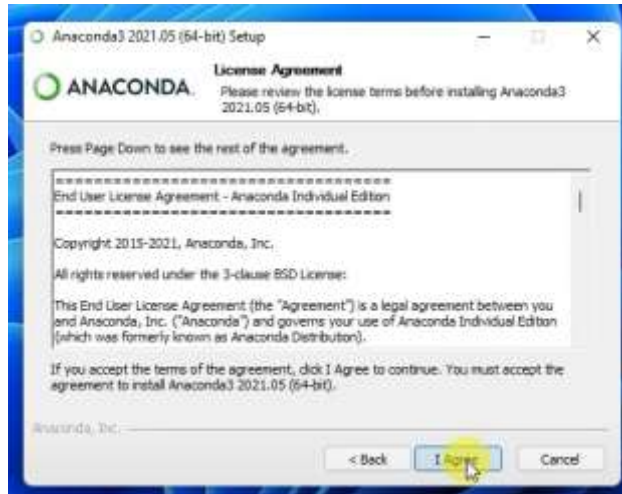 Anaconda3 2021.05 (64-bit) Setup
ANACONDA.
License Agreement
Please review the license terms before installing Anaconda3
2021.05 (64-bit).
Press Page Down to see the rest of the agreement.
======================================
End User License Agreement - Anaconda Individual Edition
======================================
Copyright 2015-2021, Anaconda, Inc.
All rights reserved under the 3-clause BSD License:
This End User License Agreement (the "Agreement") is a legal agreement between you
and Anaconda, Inc. ("Anaconda") and governs your use of Anaconda Individual Edition
(which was formerly known as Anaconda Distribution).
If you accept the terms of the agreement, click I Agree to continue. You must accept the
agreement to install Anaconda3 2021.05 (64-bit).
Anaconda, Inc.
< Back
I Agree
Cancel